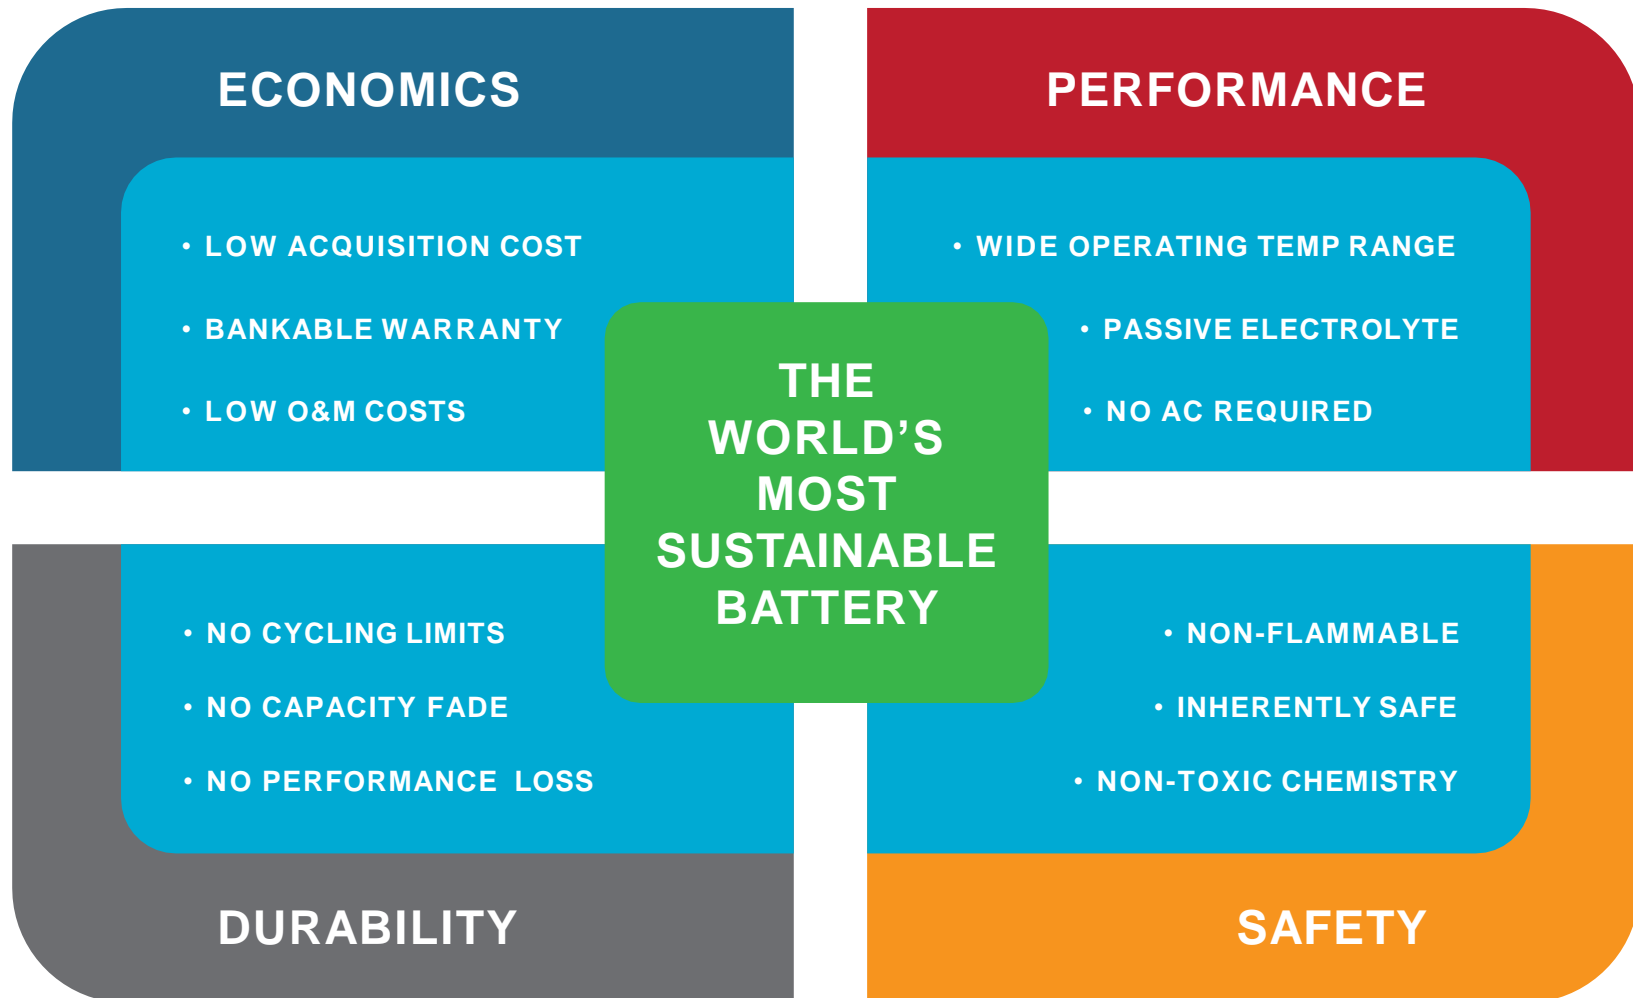 ECONOMICS
• LOW ACQUISITION COST
• BANKABLE WARRANTY
• LOW O&M COSTS
PERFORMANCE
• WIDE OPERATING TEMP RANGE
• PASSIVE ELECTROLYTE
• NO AC REQUIRED
THE
WORLD’S
MOST
SUSTAINABLE
BATTERY
• NO CYCLING LIMITS
• NO CAPACITY FADE
• NO PERFORMANCE LOSS
DURABILITY
• NON-FLAMMABLE
• INHERENTLY SAFE
• NON-TOXIC CHEMISTRY
SAFETY